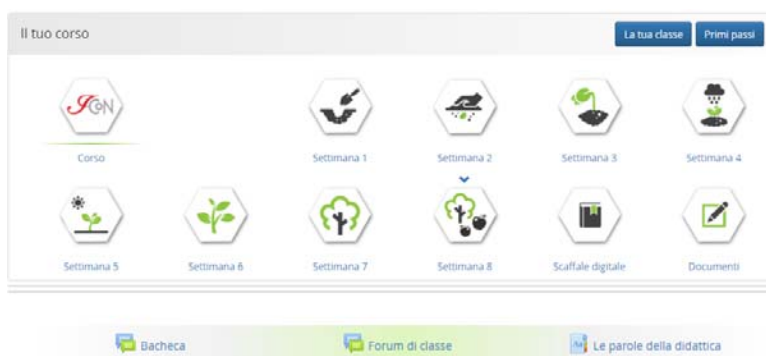 Il tuo corso
La tua classe
Primi passi
ICoN
Corso
Settimana 1
Settimana 2
Settimana 3
Settimana 4
Settimana 5
Settimana 6
Settimana 7
Settimana 8
Scaffale digitale
Documenti
Bacheca
Forum di classe
Le parole della didattica